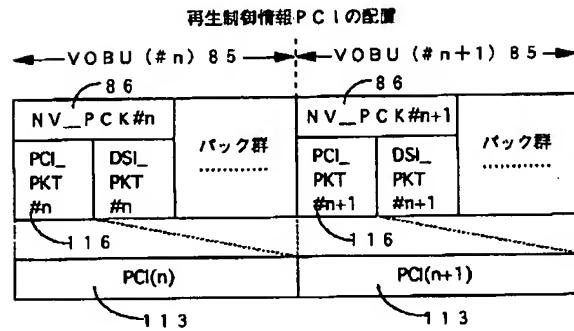 再生制御情報PCIの配置
VOBU(#n)85 VOBU(#n+1)85
86 86
NV_PCK#n パック群 NV_PCK#n+1 パック群
PCI_ DSI_ ………… PCI_ DSI_ …………
PKT PKT PKT PKT
#n #n #n+1 #n+1
116 116
PCI(n) PCI(n+1)
113 113